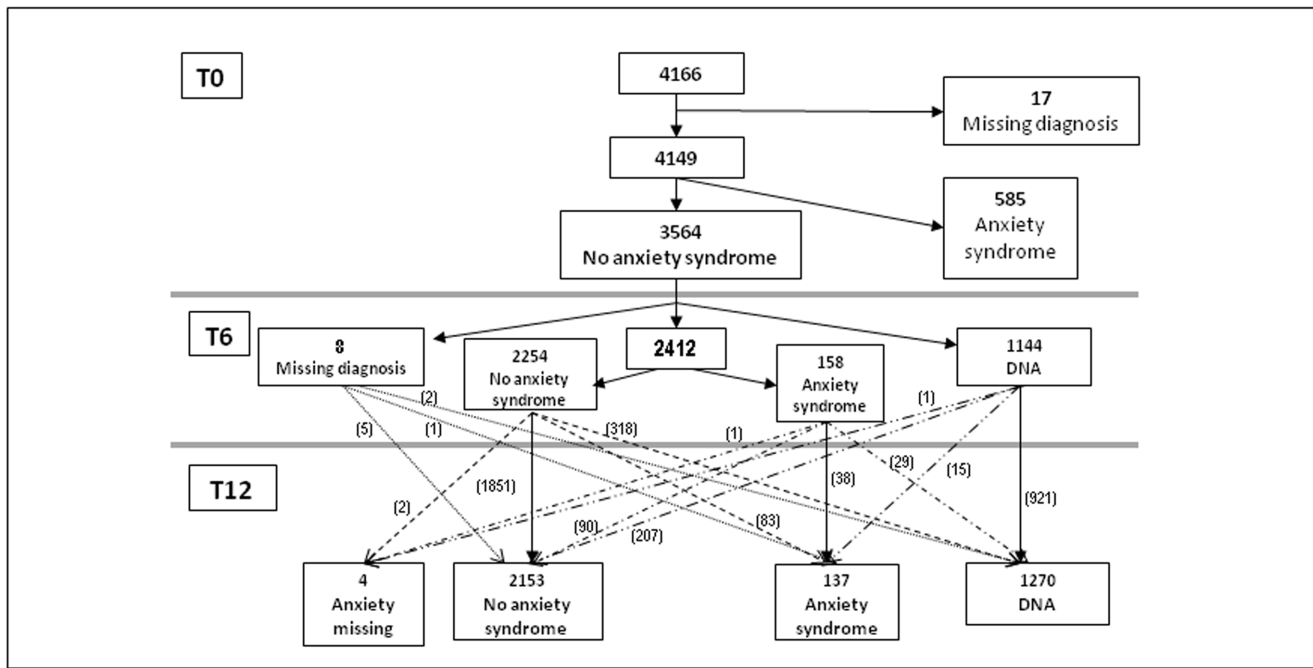 T0
4166
17
Missing diagnosis
4149
585
Anxiety
syndrome
3564
No anxiety syndrome
T6
8
Missing diagnosis
2254
No anxiety
syndrome
2412
158
Anxiety
syndrome
1144
DNA
(2)
(1)
(5)
(1)
(318)
(1)
T12
(2)
(1851)
(90)
(207)
(83)
(38)
(29)
(15)
(921)
4
Anxiety
missing
2153
No anxiety
syndrome
137
Anxiety
syndrome
1270
DNA